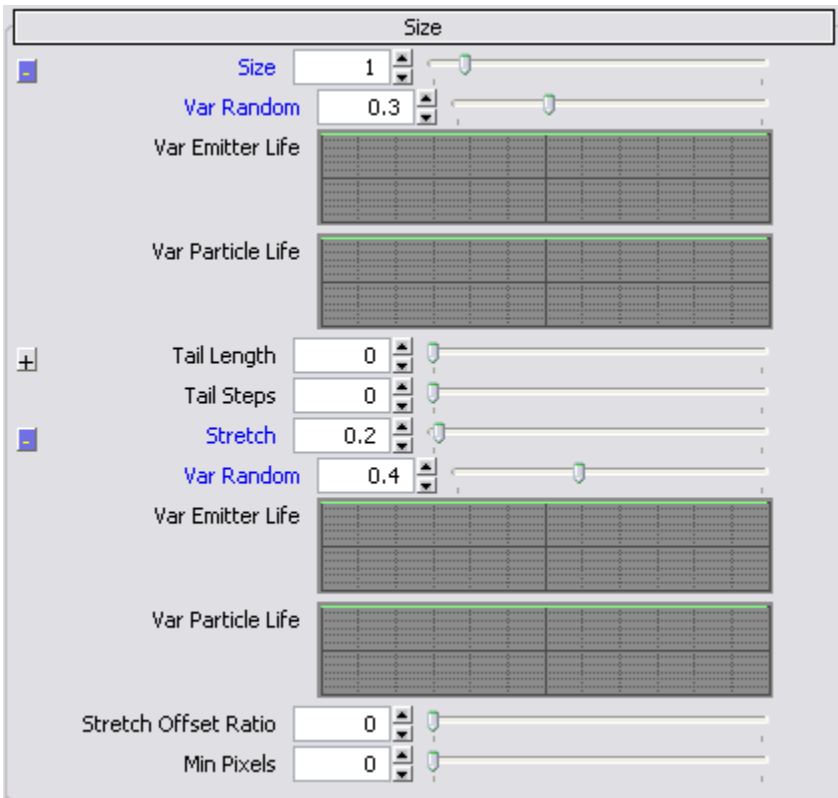 Size
- Size 1
Var Random 0.3
Var Emitter Life
Var Particle Life
+ Tail Length 0
Tail Steps 0
- Stretch 0.2
Var Random 0.4
Var Emitter Life
Var Particle Life
Stretch Offset Ratio 0
Min Pixels 0